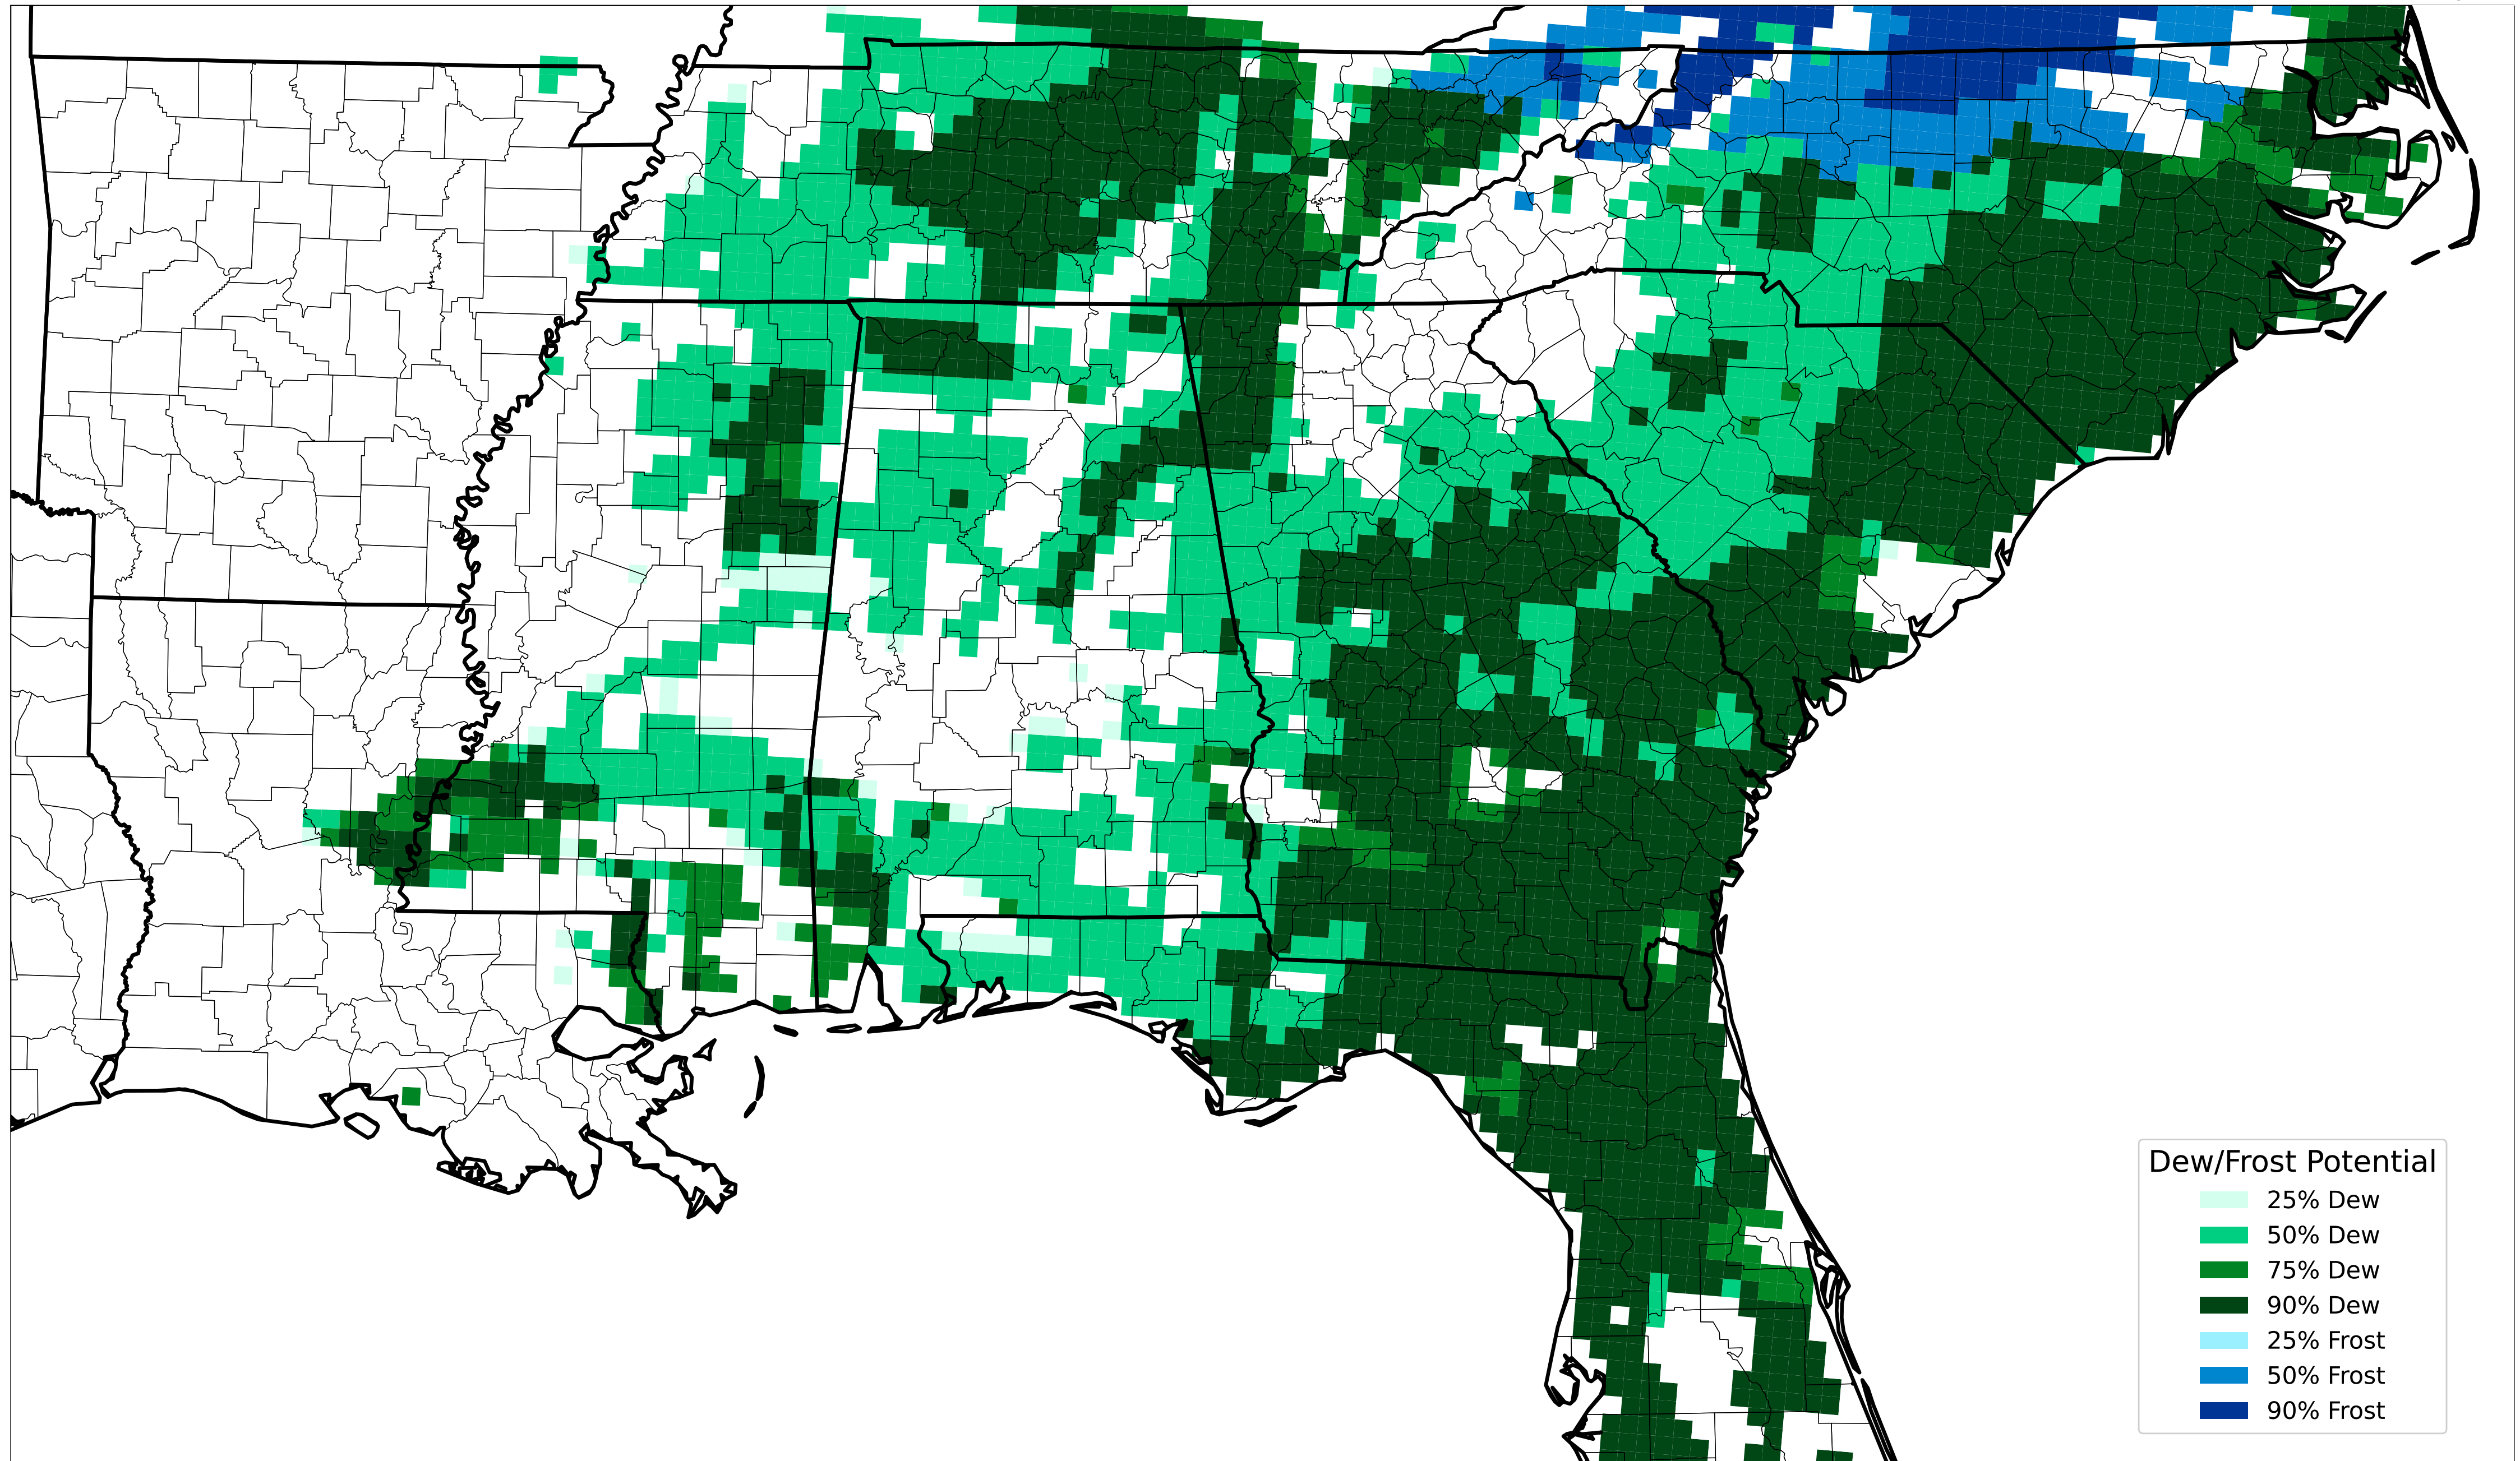 Dew/Frost Potential
25% Dew
50% Dew
75% Dew
90% Dew
25% Frost
50% Frost
90% Frost